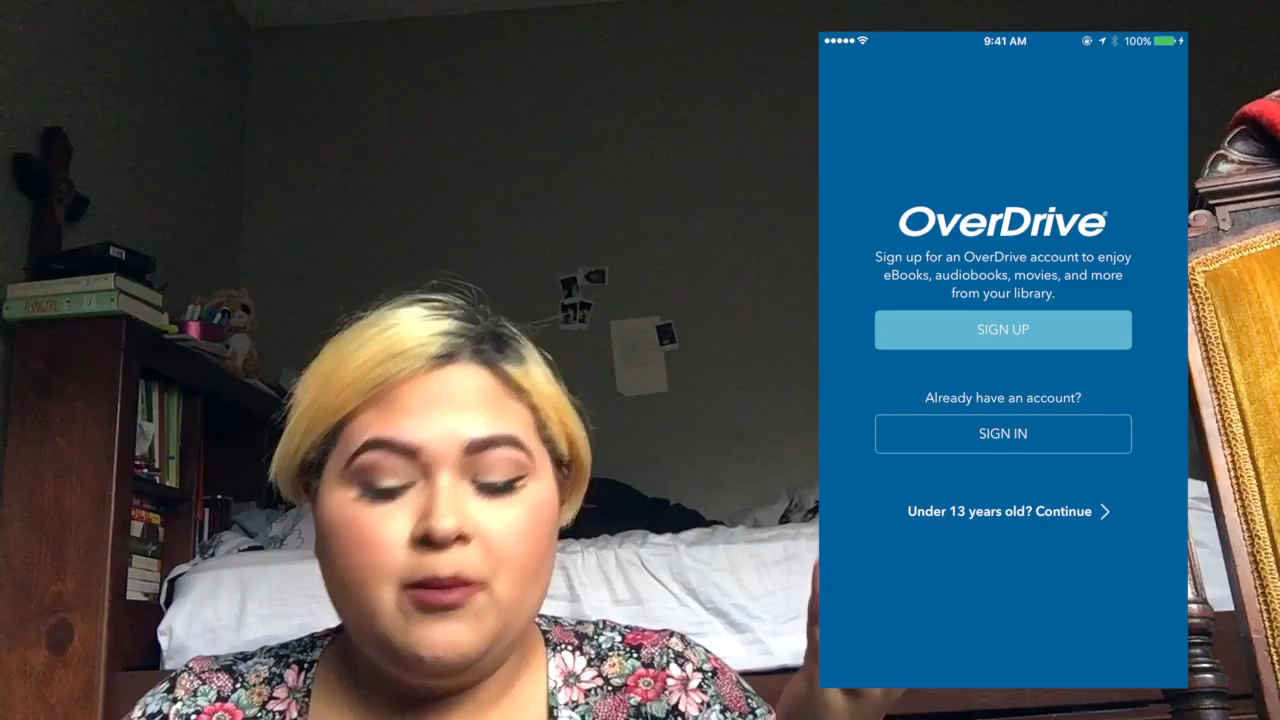 9:41 AM
100%
OverDrive
Sign up for an OverDrive account to enjoy
eBooks, audiobooks, movies, and more
from your library.
SIGN UP
Already have an account?
SIGN IN
Under 13 years old? Continue